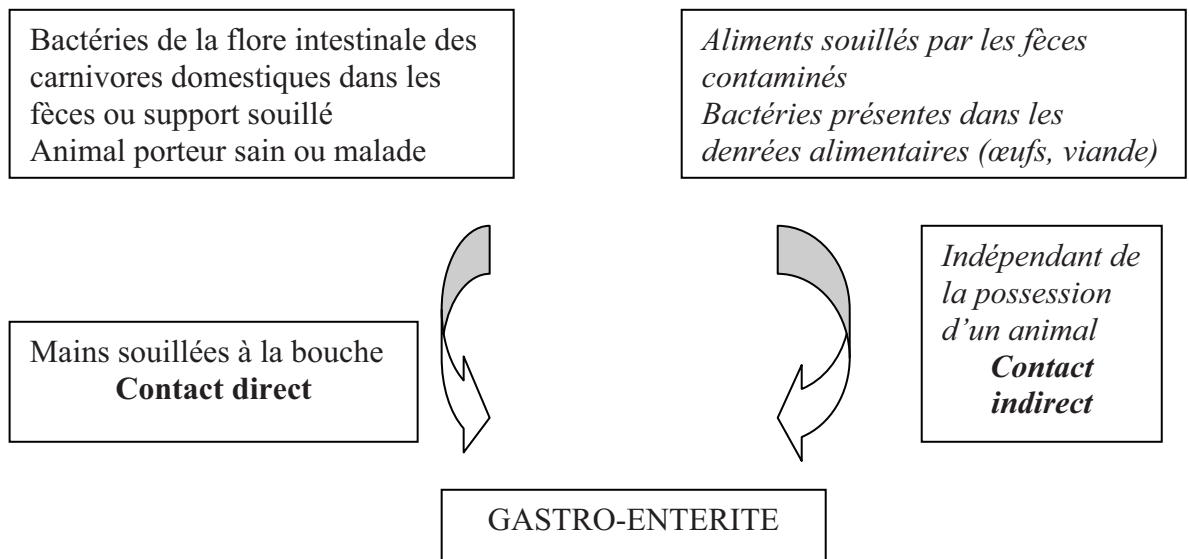 Bactéries de la flore intestinale des
carnivores domestiques dans les
fèces ou support souillé
Animal porteur sain ou malade
Aliments souillés par les fèces
contaminés
Bactéries présentes dans les
denrées alimentaires (œufs, viande)
Mains souillées à la bouche
Contact direct
Indépendant de
la possession
d’un animal
Contact
indirect
GASTRO-ENTERITE